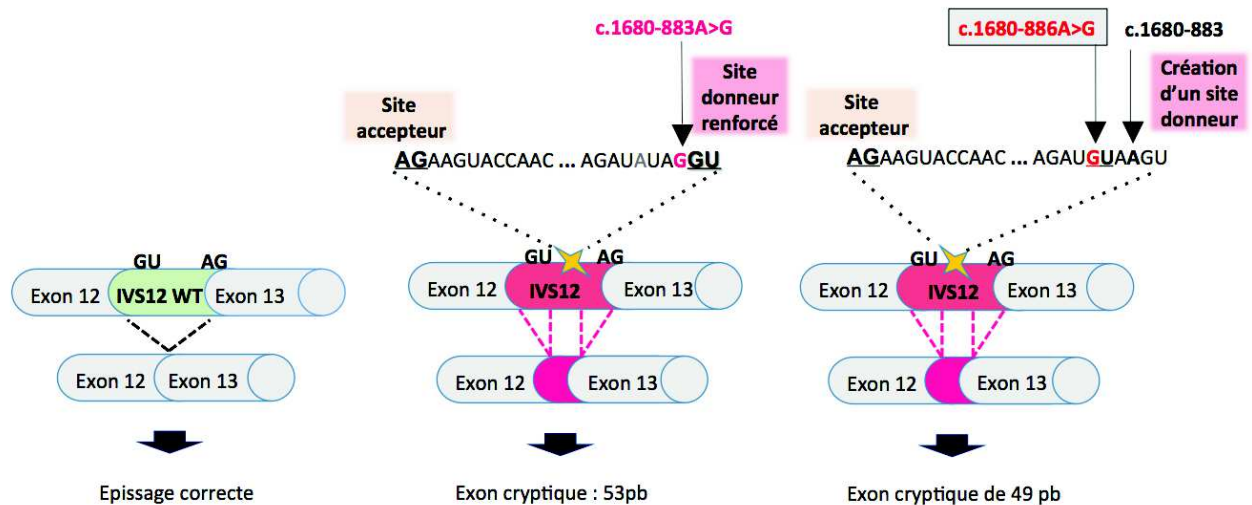 c.1680-883A>G
Site
accepteur
Site
donneur
renforcé
AGAAGUACCAAC ... AGAUAUAGGU
GU AG
Exon 12 IVS12 Exon 13
Exon 12 Exon 13
Exon cryptique : 53pb
c.1680-886A>G c.1680-883
Site
accepteur
Création
d'un site
donneur
AGAAGUACCAAC ... AGAUGUAAGU
GU AG
Exon 12 IVS12 Exon 13
Exon 12 Exon 13
Exon cryptique de 49 pb
GU AG
Exon 12 IVS12 WT Exon 13
Exon 12 Exon 13
Epissage correcte